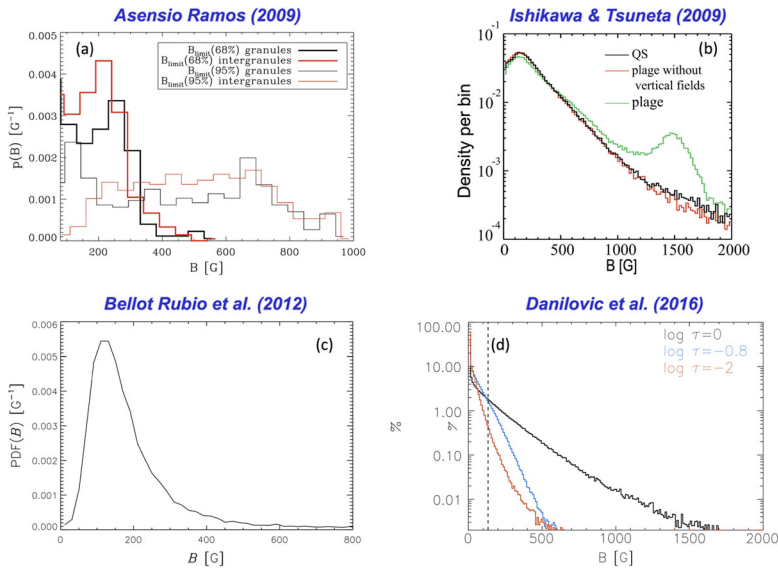 Asensio Ramos (2009)
(a)
B_limit(68%) granules
B_limit(68%) intergranules
B_limit(95%) granules
B_limit(95%) intergranules
0.005
0.004
0.003
0.002
0.001
0.000
p(B) [G⁻¹]
200 400 600 800 1000
B [G]
Ishikawa & Tsuneta (2009)
(b)
QS
plage without
vertical fields
plage
10⁻¹
10⁻²
10⁻³
10⁻⁴
Density per bin
0 500 1000 1500 2000
B [G]
Bellot Rubio et al. (2012)
(c)
0.006
0.005
0.004
0.003
0.002
0.001
0.000
PDF(B) [G⁻¹]
0 200 400 600 800
B [G]
Danilovic et al. (2016)
(d)
log τ=0
log τ=−0.8
log τ=−2
100.00
10.00
1.00
0.10
0.01
%
0 500 1000 1500 2000
B [G]